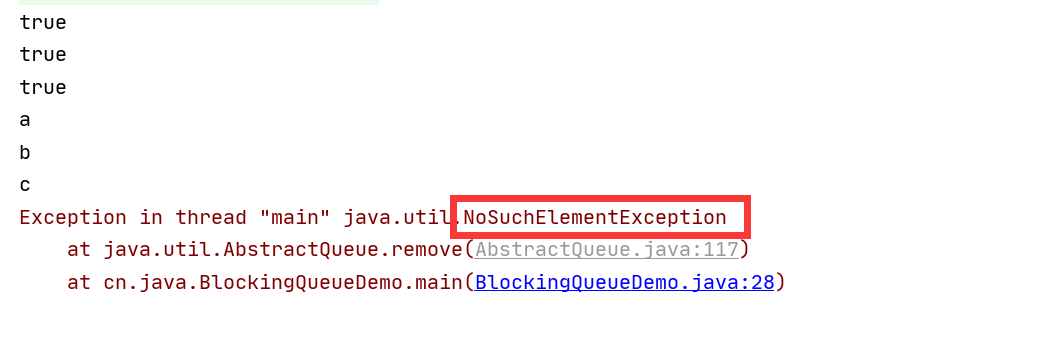 true
true
true
a
b
c
Exception in thread "main" java.util.NoSuchElementException
    at java.util.AbstractQueue.remove(AbstractQueue.java:117)
    at cn.java.BlockingQueueDemo.main(BlockingQueueDemo.java:28)